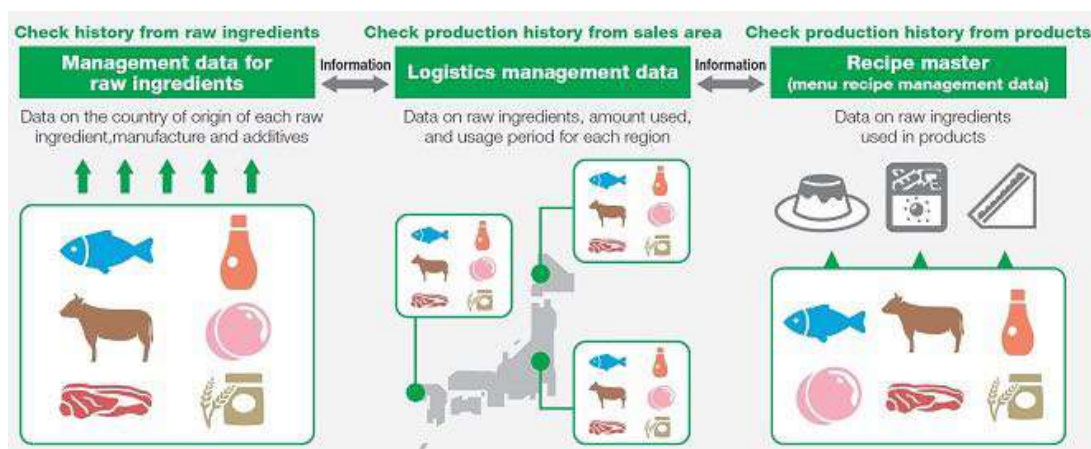 Check history from raw ingredients
Management data for
raw ingredients
Data on the country of origin of each raw
ingredient,manufacture and additives
Information
Check production history from sales area
Logistics management data
Data on raw ingredients, amount used,
and usage period for each region
Information
Check production history from products
Recipe master
(menu recipe management data)
Data on raw ingredients
used in products